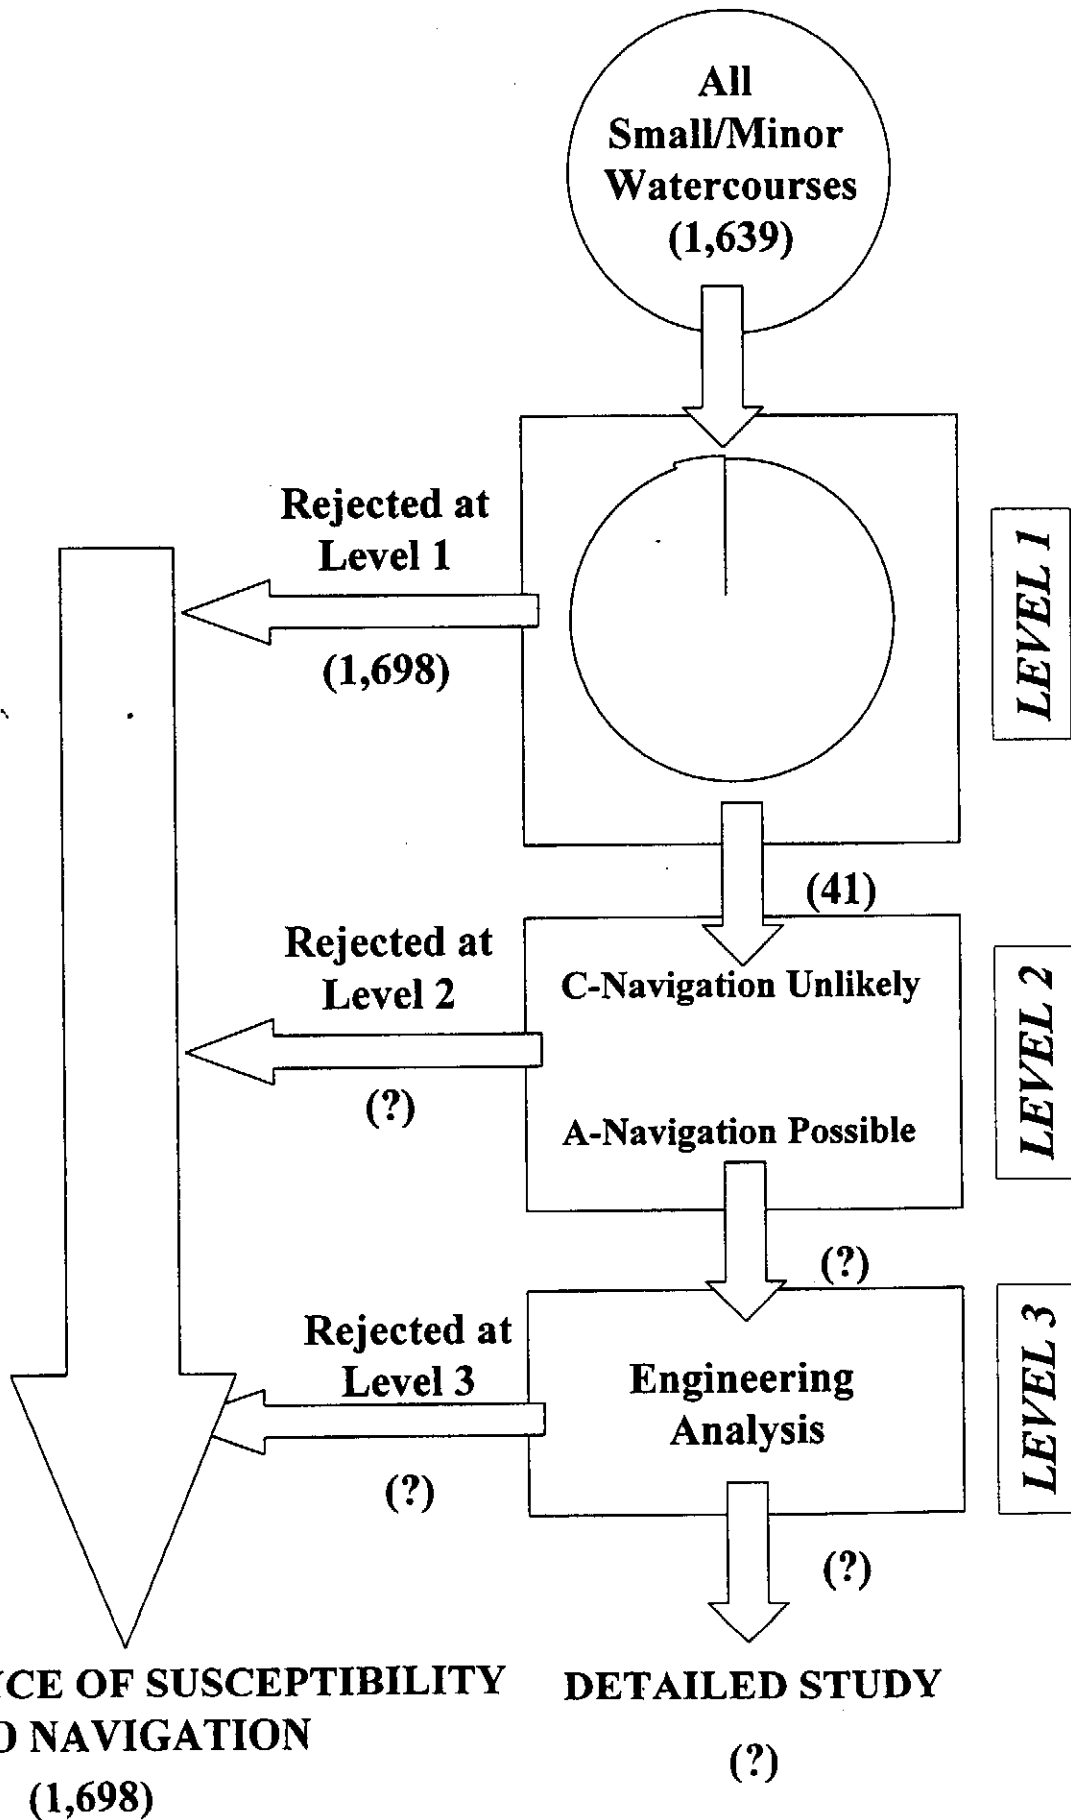 All
Small/Minor
Watercourses
(1,639)
Rejected at
Level 1
(1,698)
LEVEL 1
(41)
Rejected at
Level 2
(?)
C-Navigation Unlikely
A-Navigation Possible
LEVEL 2
(?)
Rejected at
Level 3
(?)
Engineering
Analysis
LEVEL 3
(?)
OF SUSCEPTIBILITY
NAVIGATION
(1,698)
DETAILED STUDY
(?)